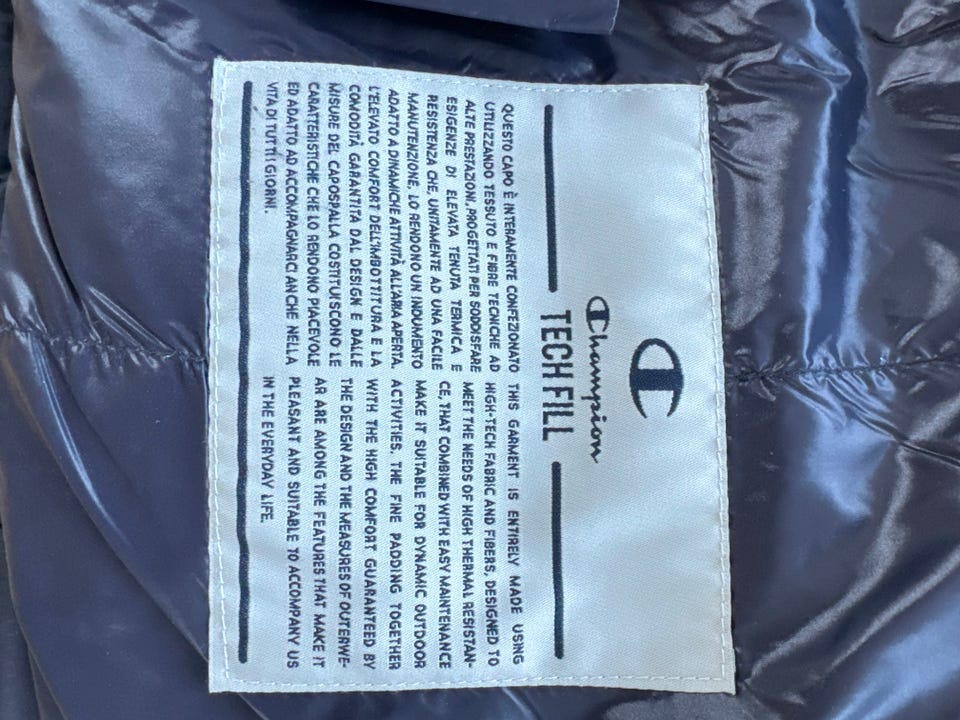 Champion
TECH FILL
QUESTO CAPO È INTERAMENTE CONFEZIONATO
UTILIZZANDO TESSUTO E FIBRE TECNICHE AD
ALTE PRESTAZIONI, PROGETTATI PER SODDISFARE
ESIGENZE DI ELEVATA TENUTA TERMICA E
RESISTENZA CHE, UNITAMENTE AD UNA FACILE
MANUTENZIONE, LO RENDONO UN INDUMENTO
ADATTO A DINAMICHE ATTIVITÀ ALL'ARIA APERTA.
L'ELEVATO COMFORT DELL'IMBOTTITURA E LA
COMODITÀ GARANTITA DAL DESIGN E DALLE
MISURE DEL CAPOSPALLA COSTITUISCONO LE
CARATTERISTICHE CHE LO RENDONO PIACEVOLE
ED ADATTO AD ACCOMPAGNARCI ANCHE NELLA
VITA DI TUTTI I GIORNI.
THIS GARMENT IS ENTIRELY MADE USING
HIGH-TECH FABRIC AND FIBERS, DESIGNED TO
MEET THE NEEDS OF HIGH THERMAL RESISTAN-
CE, THAT COMBINED WITH EASY MAINTENANCE
MAKE IT SUITABLE FOR DYNAMIC OUTDOOR
ACTIVITIES. THE FINE PADDING TOGETHER
WITH THE HIGH COMFORT GUARANTEED BY
THE DESIGN AND THE MEASURES OF OUTERWE-
AR ARE AMONG THE FEATURES THAT MAKE IT
PLEASANT AND SUITABLE TO ACCOMPANY US
IN THE EVERYDAY LIFE.